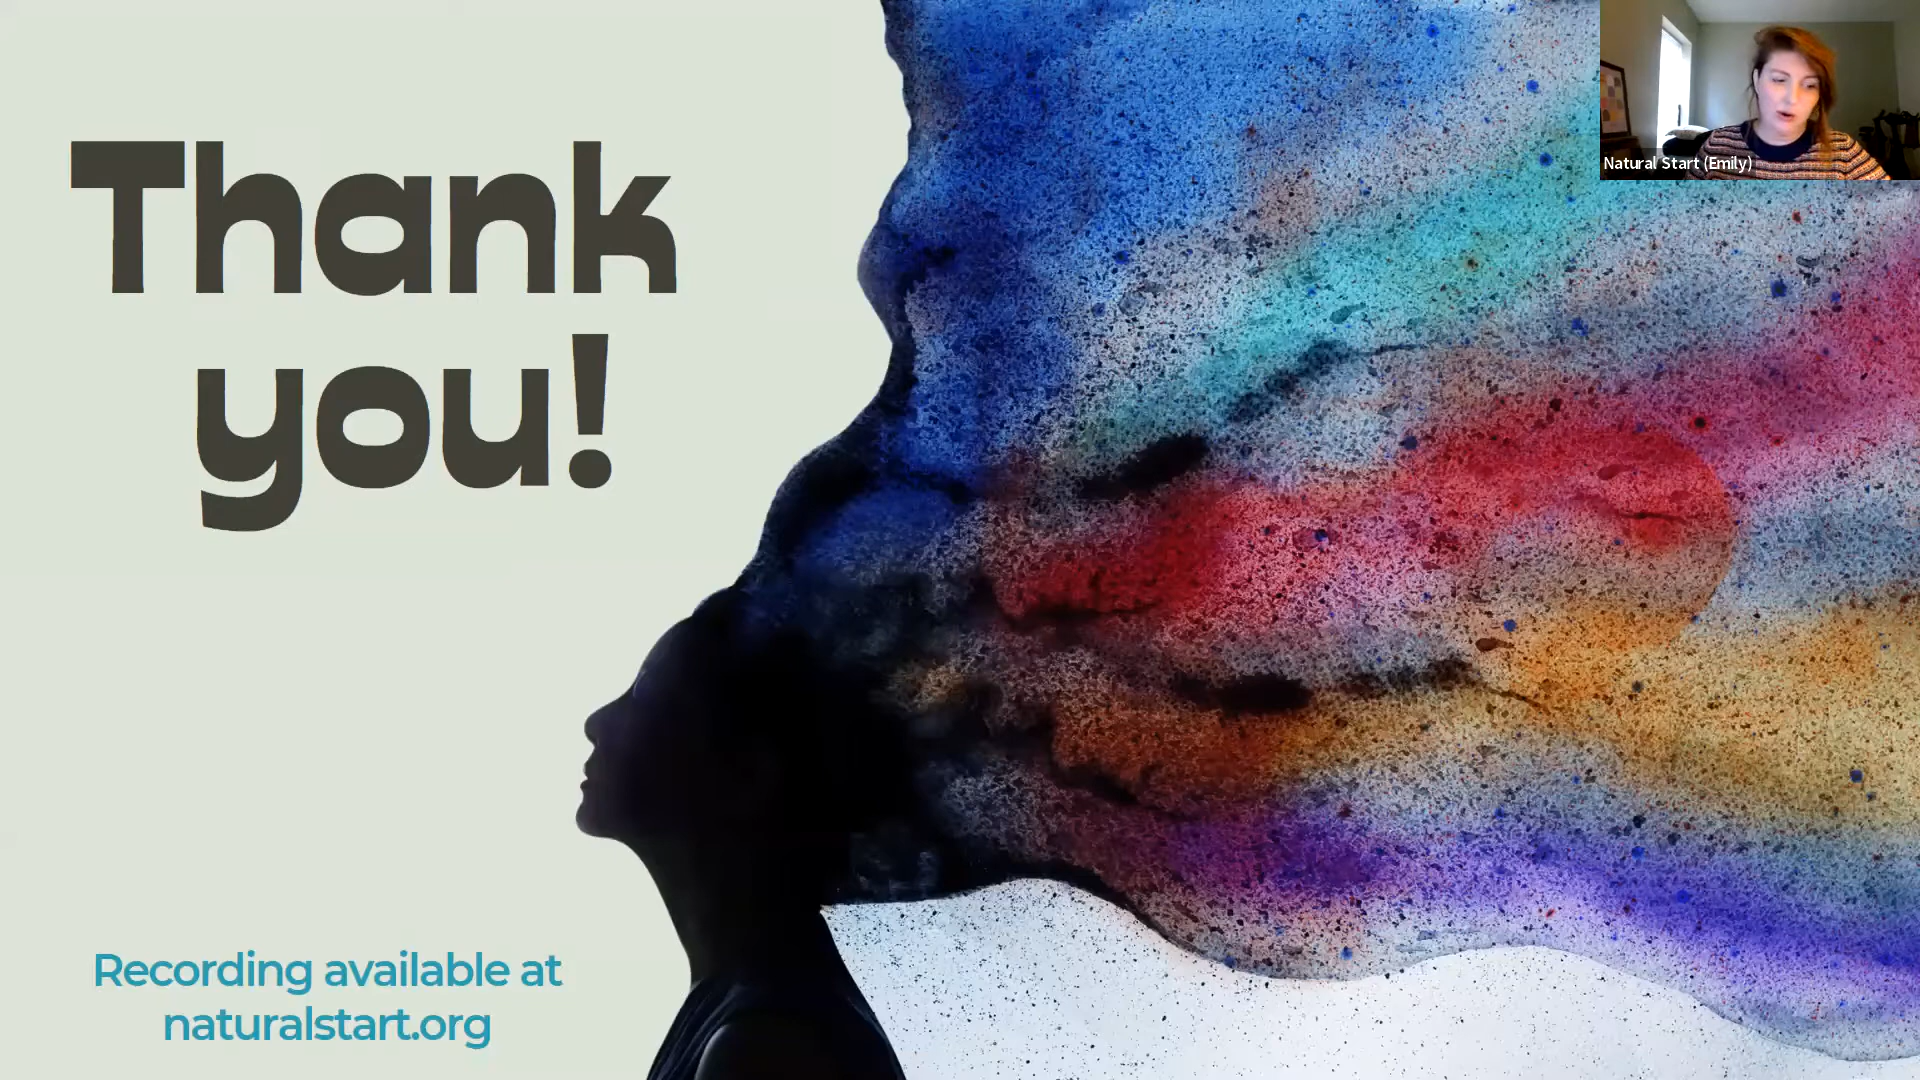 Thank
you!
Recording available at
naturalstart.org
Natural Start (Emily)